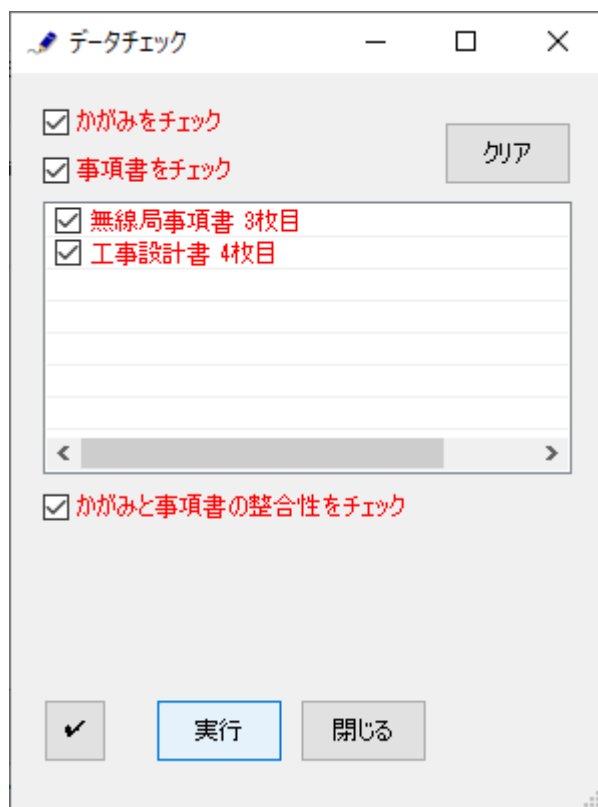 データチェック
かがみをチェック
クリア
事項書をチェック
無線局事項書 3枚目
工事設計書 4枚目
かがみと事項書の整合性をチェック
✔
実行
閉じる